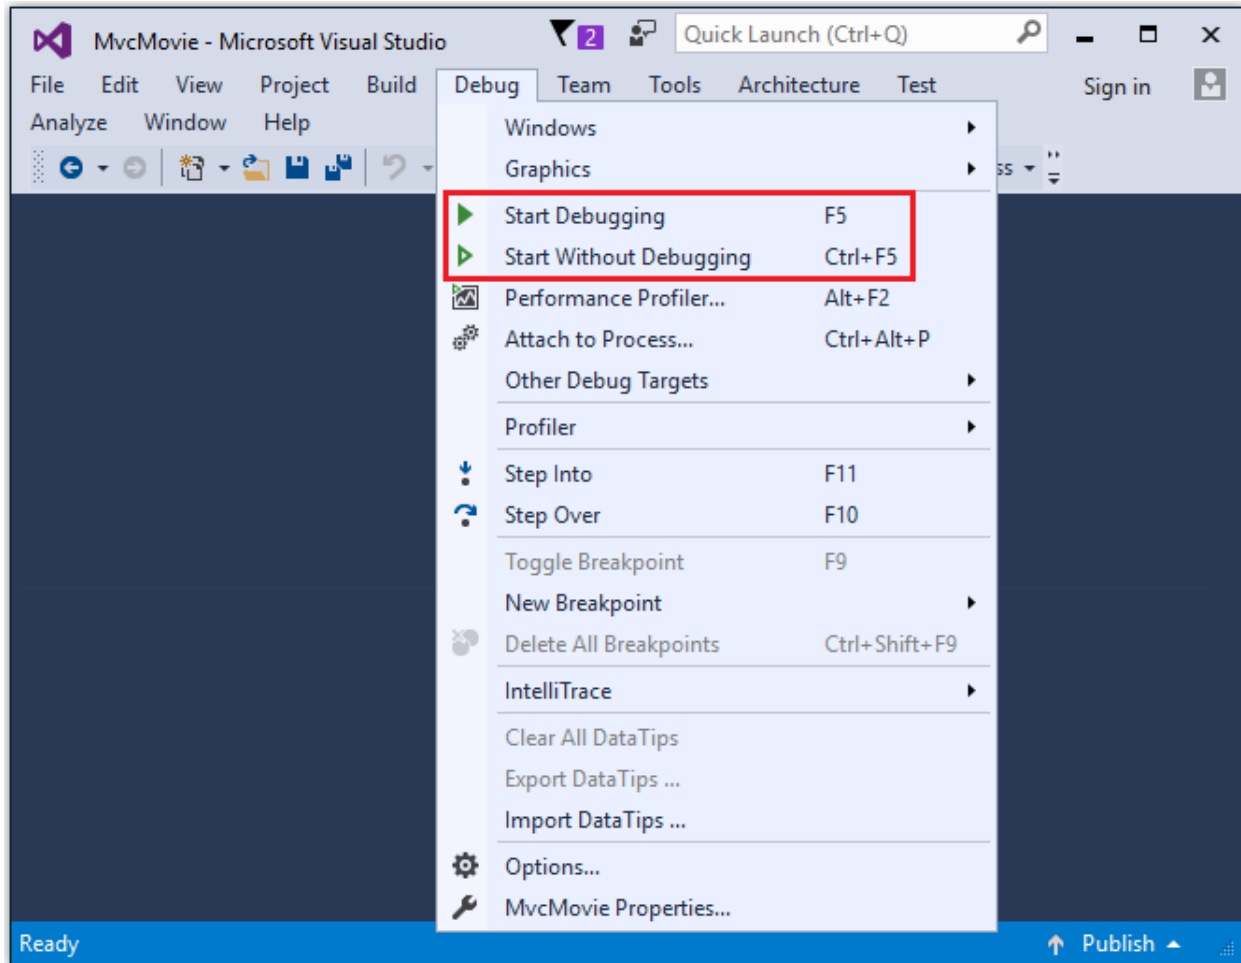 MvcMovie - Microsoft Visual Studio
2
Quick Launch (Ctrl+Q)
File Edit View Project Build Debug Team Tools Architecture Test Sign in
Analyze Window Help
ss
Windows
Graphics
Start Debugging F5
Start Without Debugging Ctrl+F5
Performance Profiler... Alt+F2
Attach to Process... Ctrl+Alt+P
Other Debug Targets
Profiler
Step Into F11
Step Over F10
Toggle Breakpoint F9
New Breakpoint
Delete All Breakpoints Ctrl+Shift+F9
IntelliTrace
Clear All DataTips
Export DataTips ...
Import DataTips ...
Options...
MvcMovie Properties...
Ready Publish